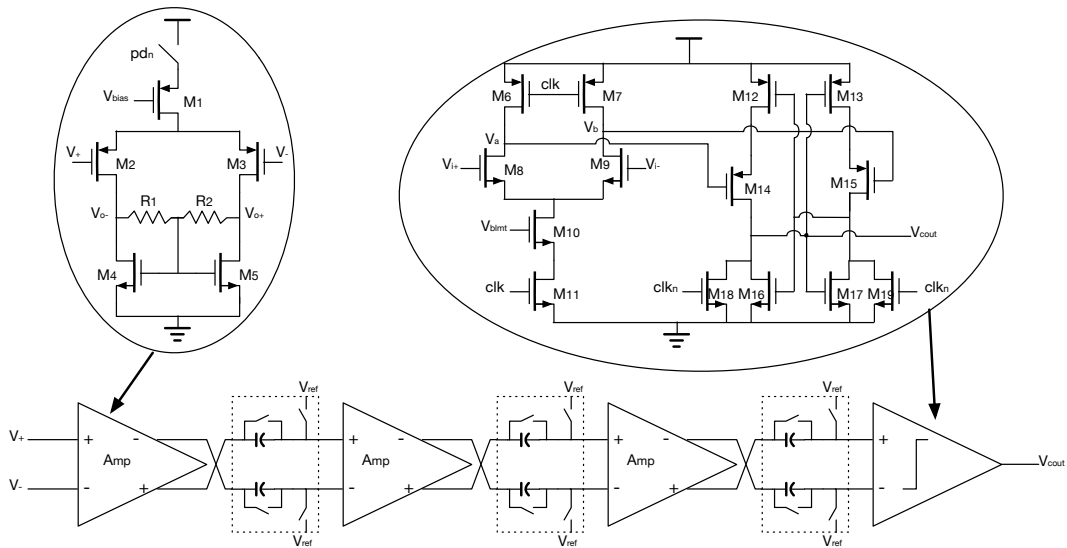 pdn
Vbias
M1
V+
M2
M3
V-
Vo-
R1
R2
Vo+
M4
M5
M6
clk
M7
M12
M13
Va
Vb
Vi+
M8
M9
Vi-
M14
M15
Vblmt
M10
Vcout
clk
M11
clkn
M18
M16
M17
M19
clkn
Vref
Vref
Vref
V+
+
-
Amp
V-
-
+
+
-
Amp
-
+
+
-
Amp
-
+
+
-
Vcout
Vref
Vref
Vref